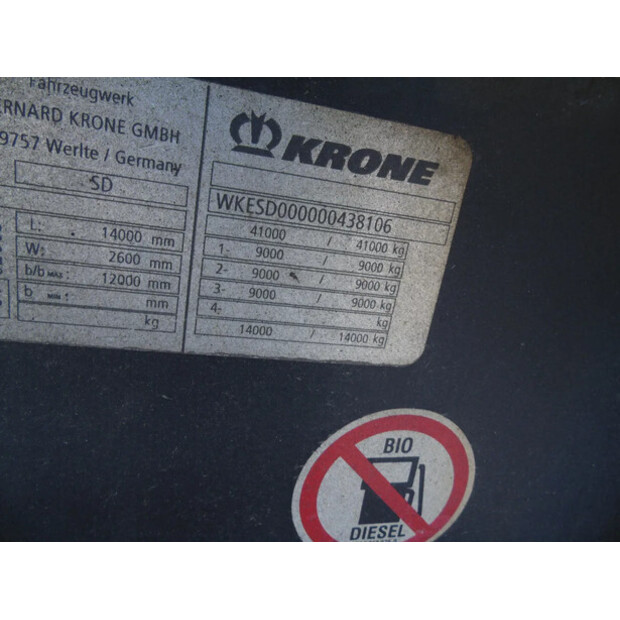 Fahrzeugwerk
ERNARD KRONE GMBH
9757 Werlte / Germany
SD
L: 14000 mm
W: 2600 mm
b/b MAX: 12000 mm
b MIN: mm
kg
KRONE
WKESD000000438106
41000 / 41000 kg
1- 9000 / 9000 kg
2- 9000 / 9000 kg
3- 9000 / 9000 kg
4- kg
14000 / 14000 kg
BIO
DIESEL